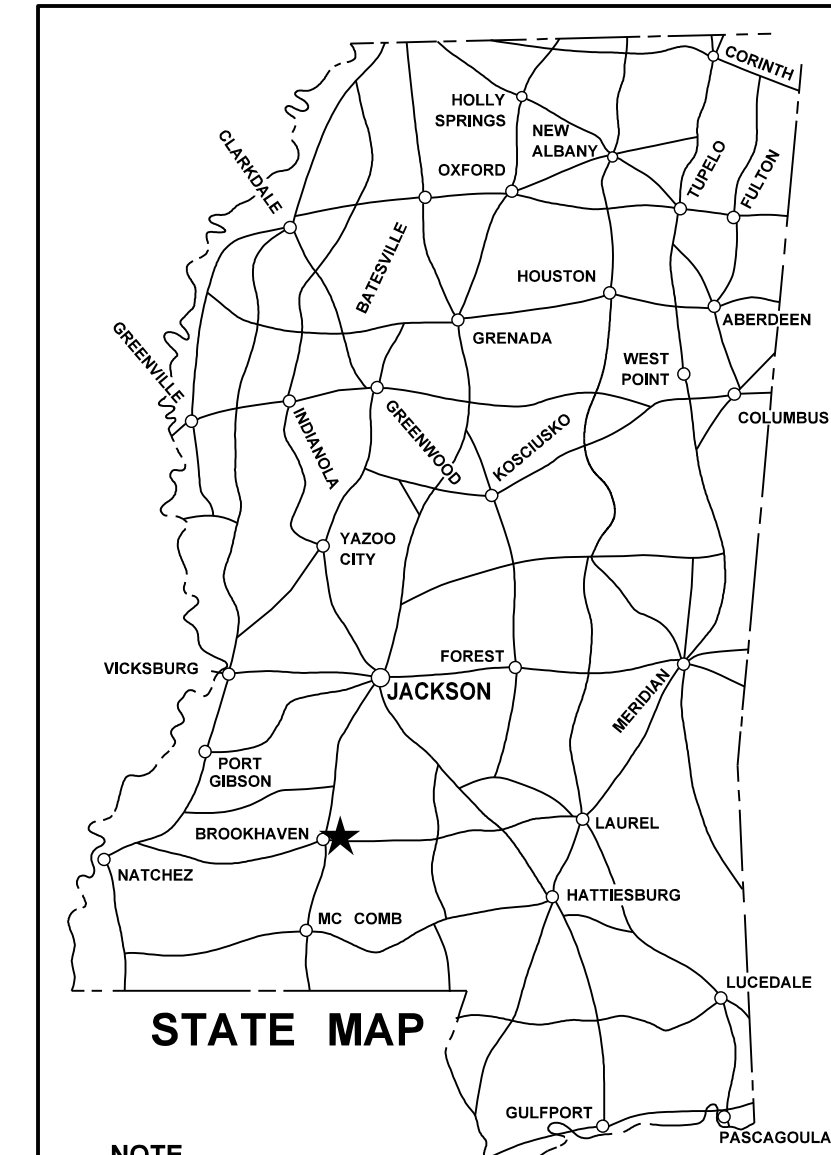 CORINTH
HOLLY
SPRINGS
NEW
ALBANY
CLARKDALE
OXFORD
TUPELO
FULTON
BATESVILLE
HOUSTON
ABERDEEN
GREENVILLE
GRENADA
WEST
POINT
COLUMBUS
INDIANOLA
GREENWOOD
KOSCIUSKO
YAZOO
CITY
VICKSBURG
FOREST
JACKSON
MERIDIAN
PORT
GIBSON
BROOKHAVEN
LAUREL
NATCHEZ
HATTIESBURG
MC COMB
LUCEDALE
STATE MAP
GULFPORT
PASCAGOULA
NOTE